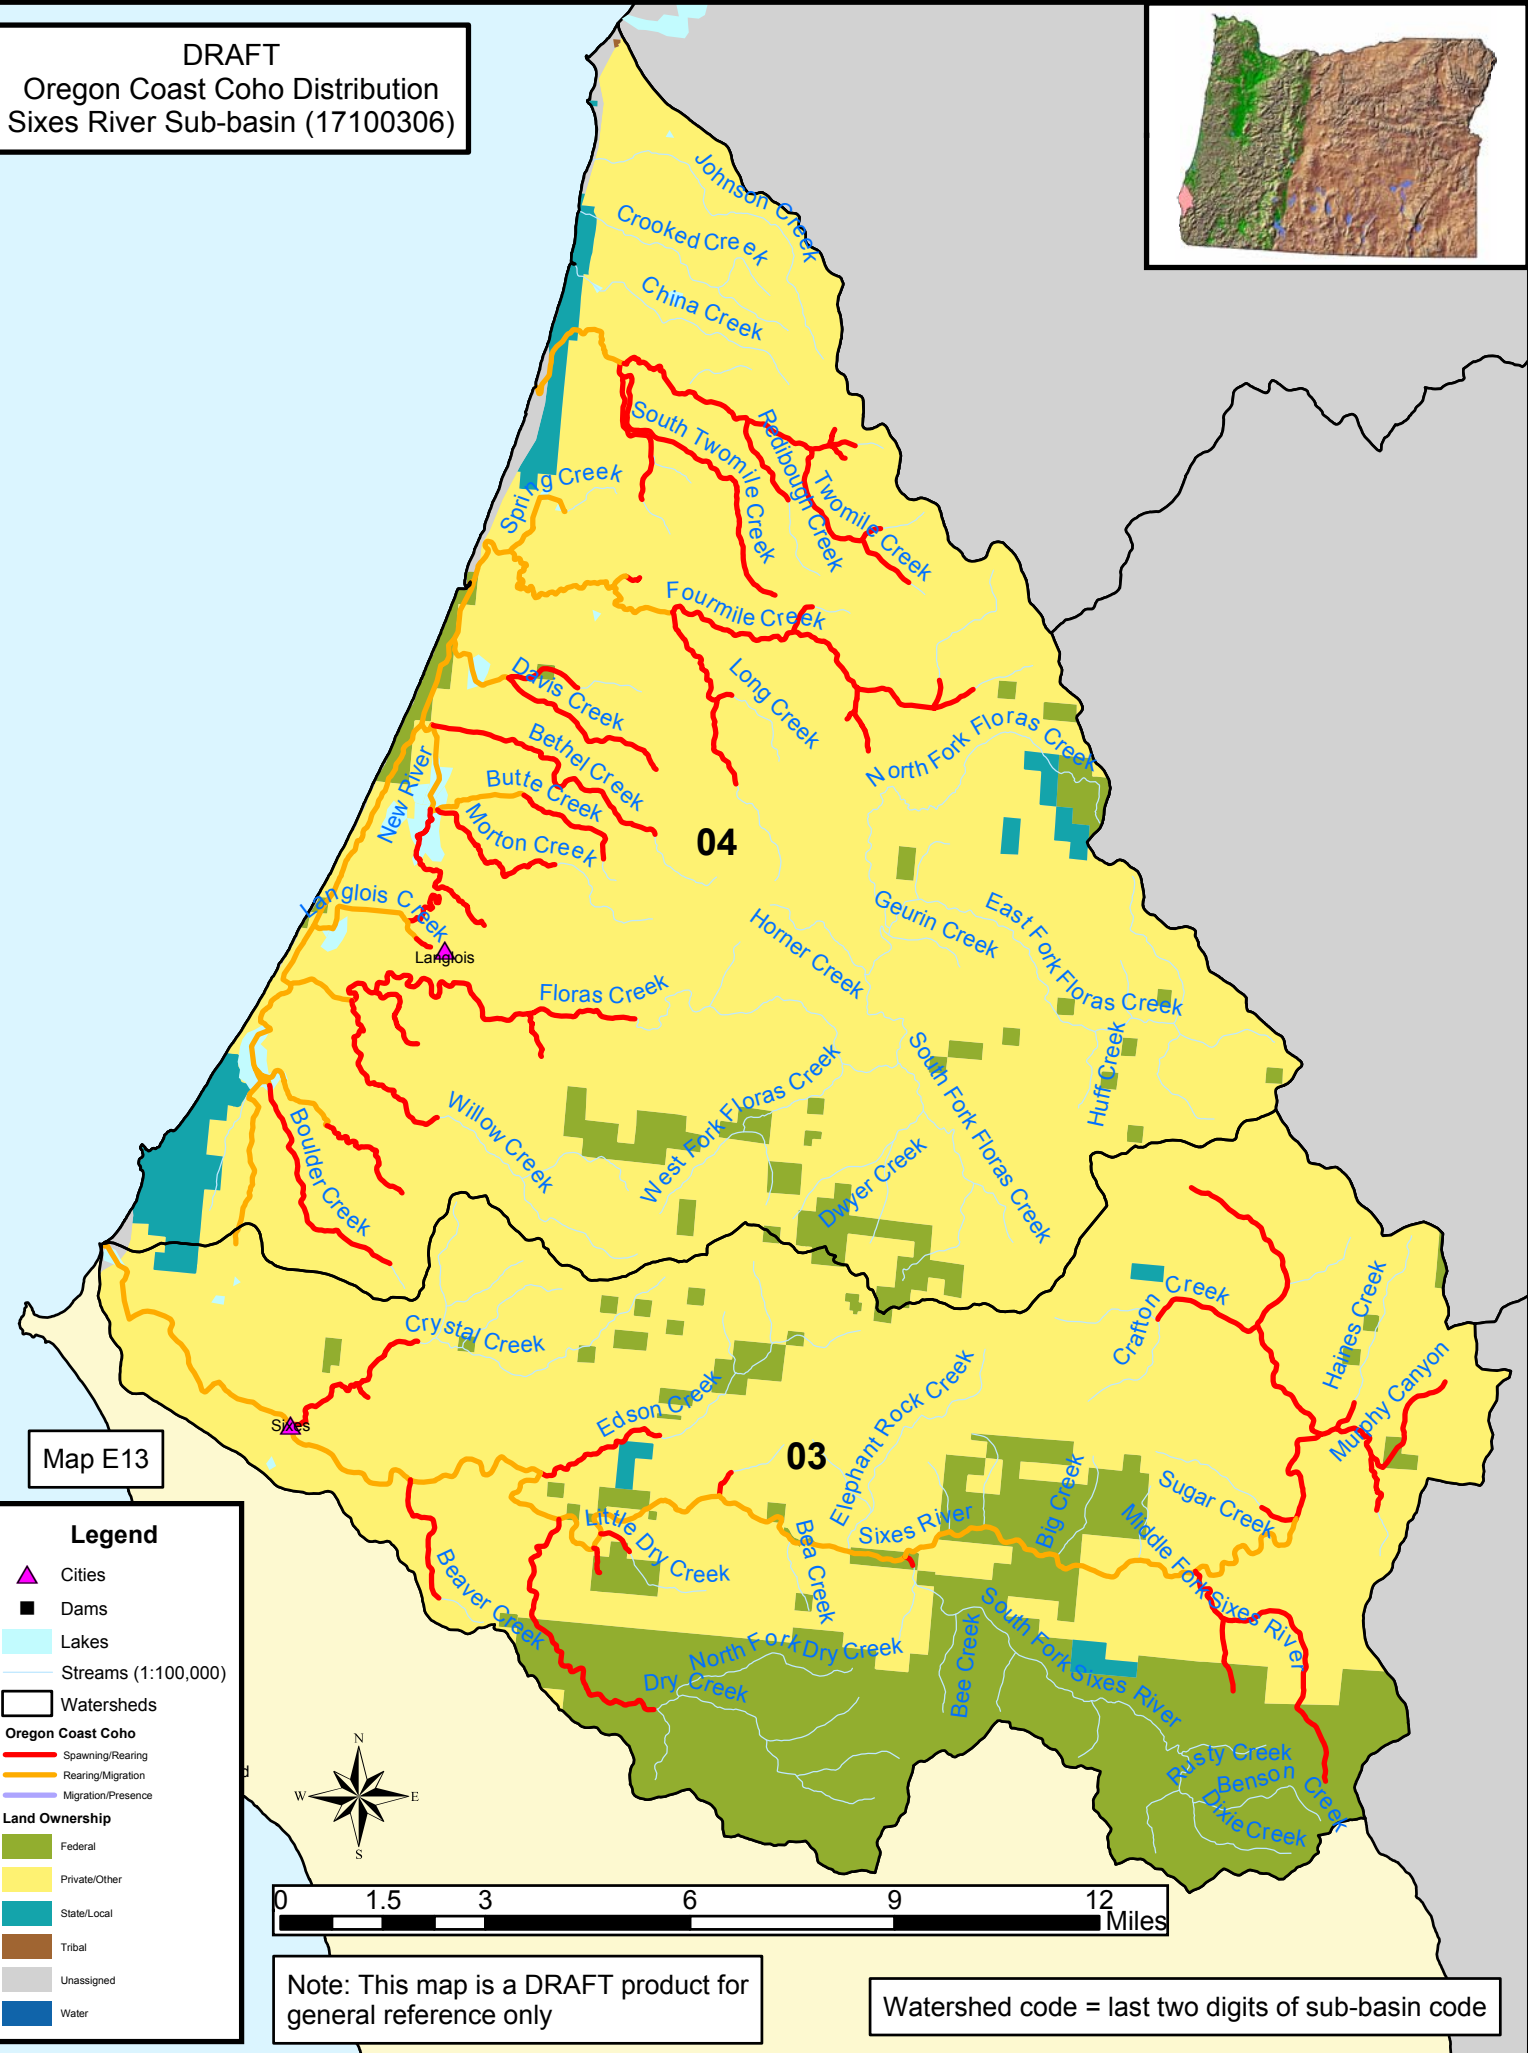 DRAFT
Oregon Coast Coho Distribution
Sixes River Sub-basin (17100306)
Johnson Creek
Crooked Creek
China Creek
South Twomile Creek
Redibough Creek
Twomile Creek
Spring Creek
Fourmile Creek
Davis Creek
Long Creek
Bethel Creek
North Fork Floras Creek
New River
Butte Creek
Morton Creek
04
Langlois Creek
Langlois
Geurin Creek
East Fork Floras Creek
Horner Creek
Floras Creek
Huff Creek
South Fork Floras Creek
West Fork Floras Creek
Willow Creek
Boulder Creek
Dwyer Creek
Crystal Creek
Crafton Creek
Haines Creek
Murphy Canyon
Edson Creek
Elephant Rock Creek
Sixes
03
Map E13
Sixes River
Big Creek
Sugar Creek
Little Dry Creek
Bea Creek
Middle Fork Sixes River
Beaver Creek
North Fork Dry Creek
Dry Creek
Bee Creek
South Fork Sixes River
Rusty Creek
Benson Creek
Dixie Creek
Legend
Cities
Dams
Lakes
Streams (1:100,000)
Watersheds
Oregon Coast Coho
Spawning/Rearing
Rearing/Migration
Migration/Presence
Land Ownership
Federal
Private/Other
State/Local
Tribal
Unassigned
Water
d
N
W E
S
0 1.5 3 6 9 12
Miles
Note: This map is a DRAFT product for
general reference only
Watershed code = last two digits of sub-basin code